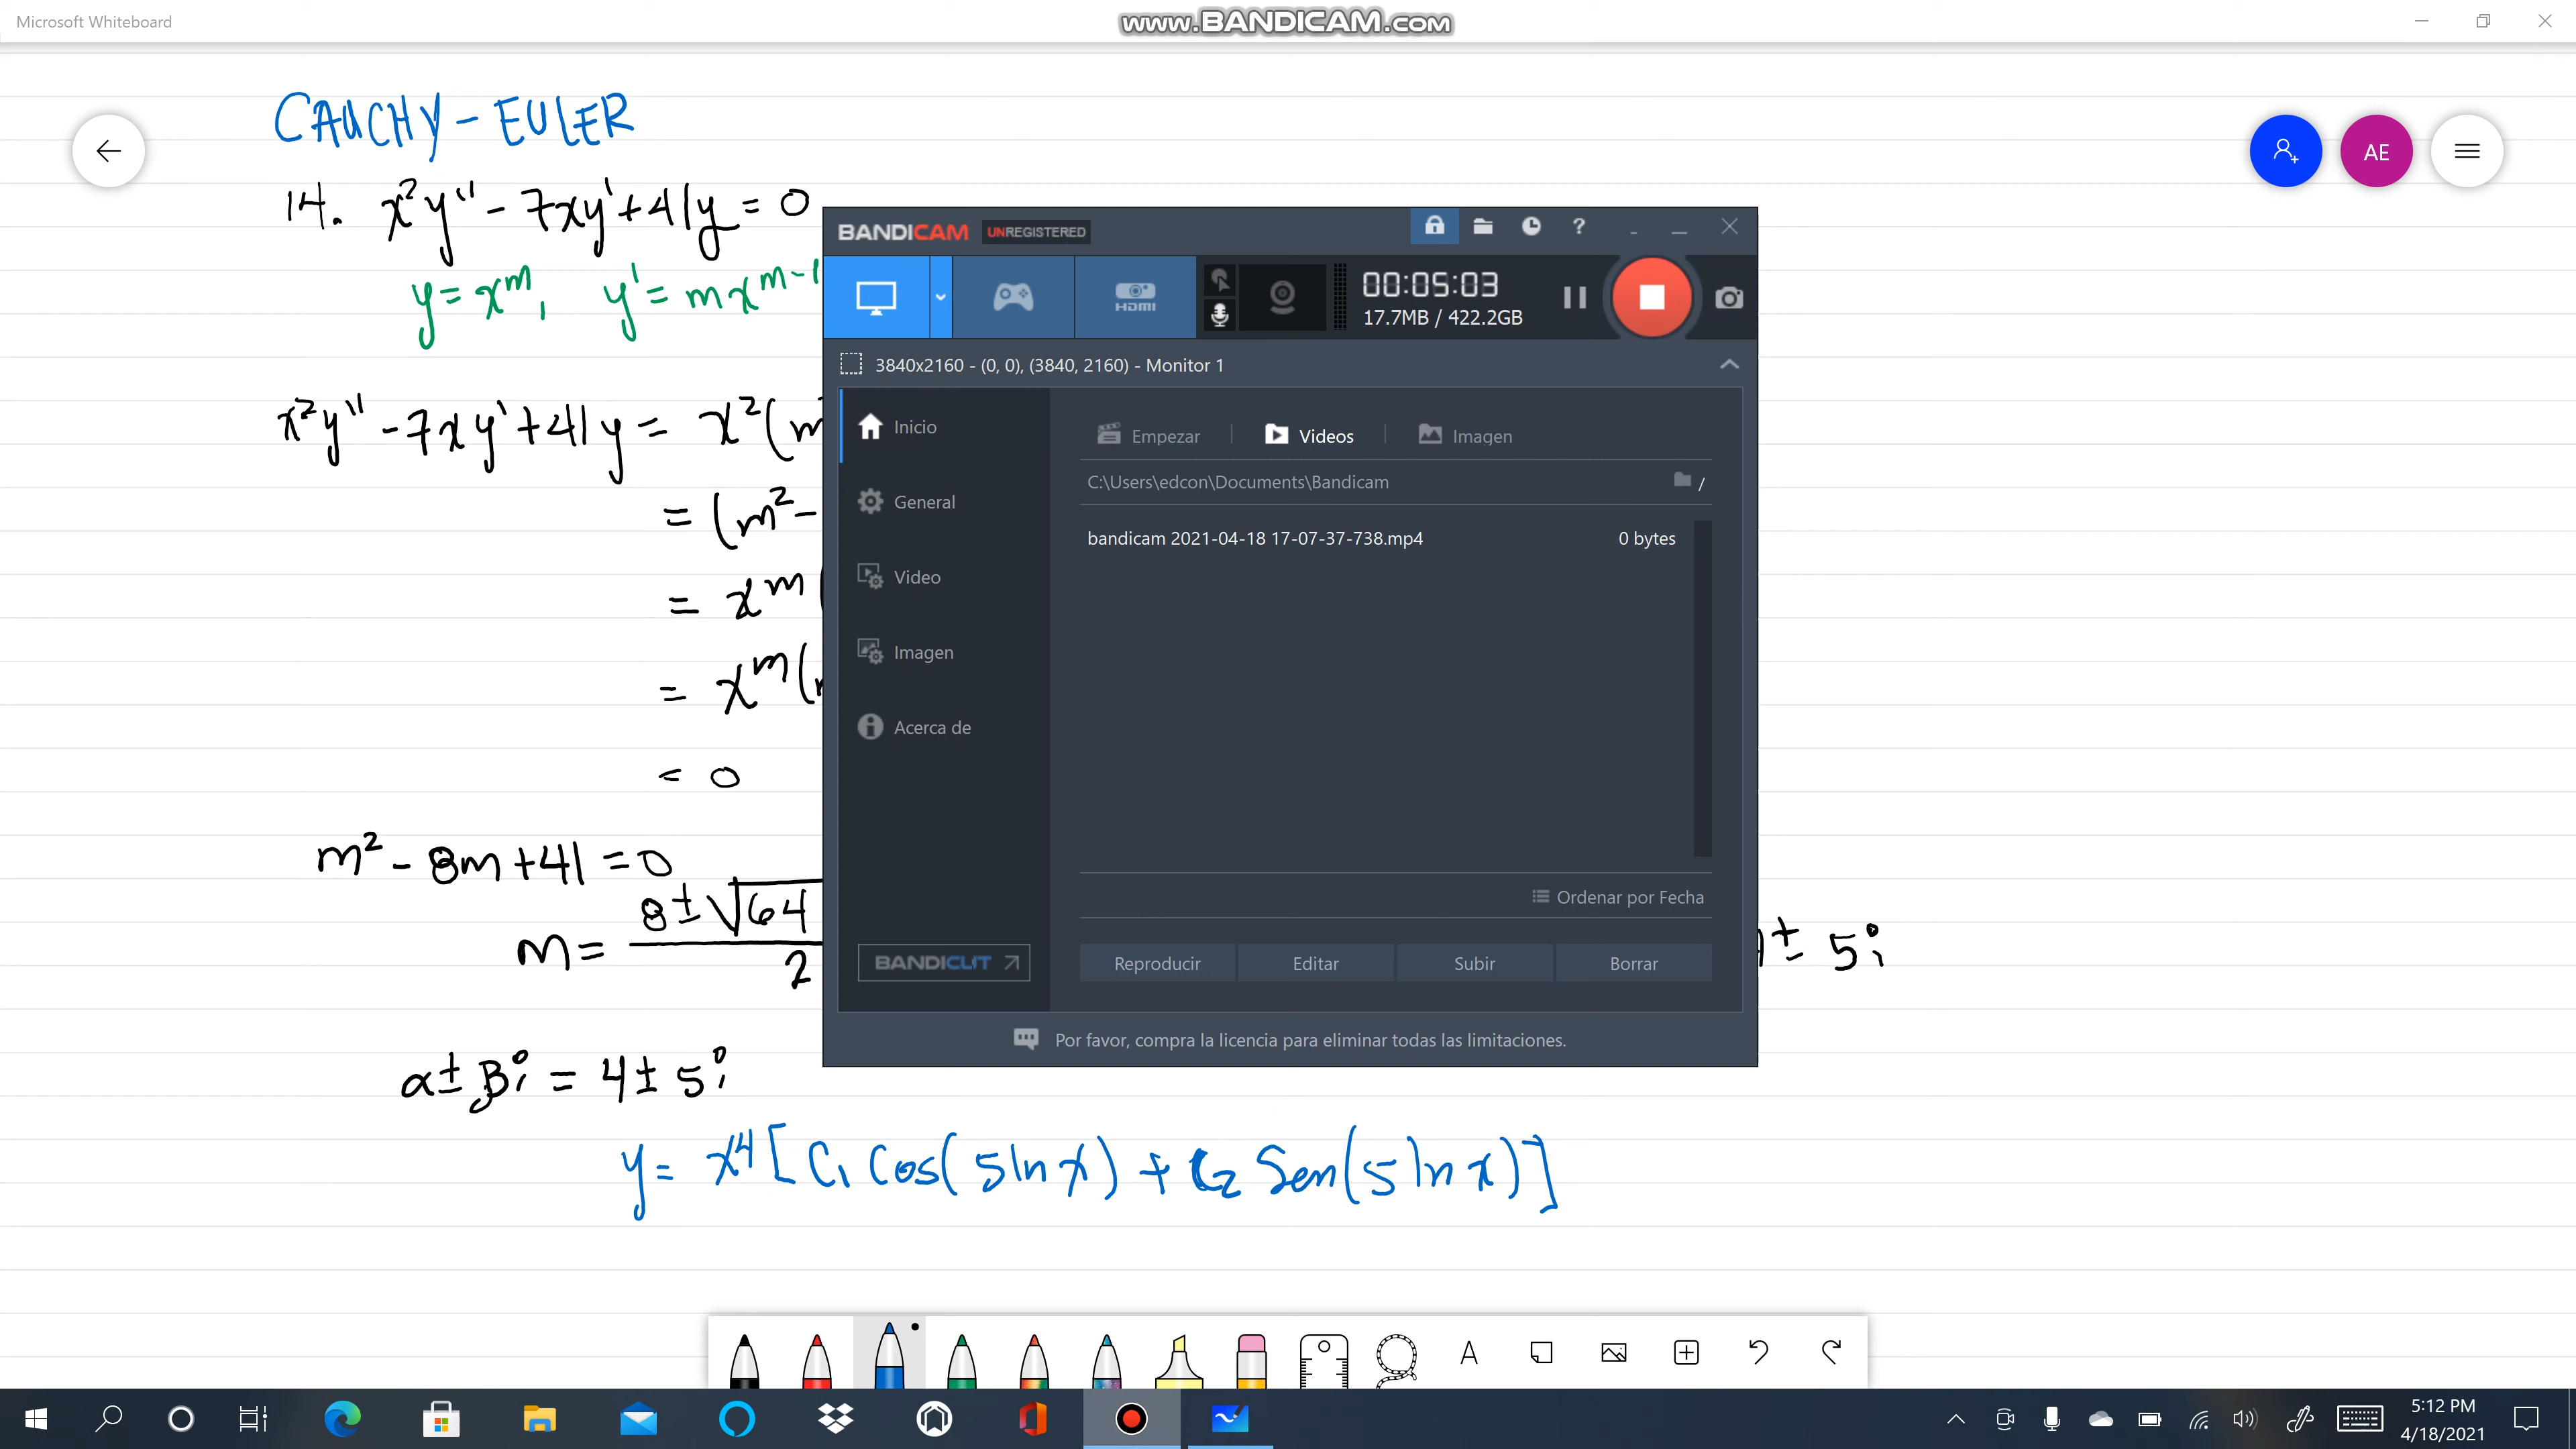 Microsoft Whiteboard
www.BANDICAM.com
CAUCHY - EULER
AE
14. x²y'' - 7xy' + 41y = 0
y = xᵐ, y' = mxᵐ⁻¹
x²y'' - 7xy' + 41y = x²(m
= (m² -
= xᵐ(
= xᵐ(
= 0
m² - 8m + 41 = 0
8 ± √64
m =
2
± 5i
α ± βi = 4 ± 5i
y = x⁴[C₁ Cos(5 ln x) + C₂ Sen(5 ln x)]
BANDICAM UNREGISTERED
?
HDMI
00:05:03
17.7MB / 422.2GB
3840x2160 - (0, 0), (3840, 2160) - Monitor 1
Inicio
General
Video
Imagen
Acerca de
BANDICUT
Empezar | Videos | Imagen
C:\Users\edcon\Documents\Bandicam /
bandicam 2021-04-18 17-07-37-738.mp4 0 bytes
Ordenar por Fecha
Reproducir Editar Subir Borrar
Por favor, compra la licencia para eliminar todas las limitaciones.
A
5:12 PM
4/18/2021